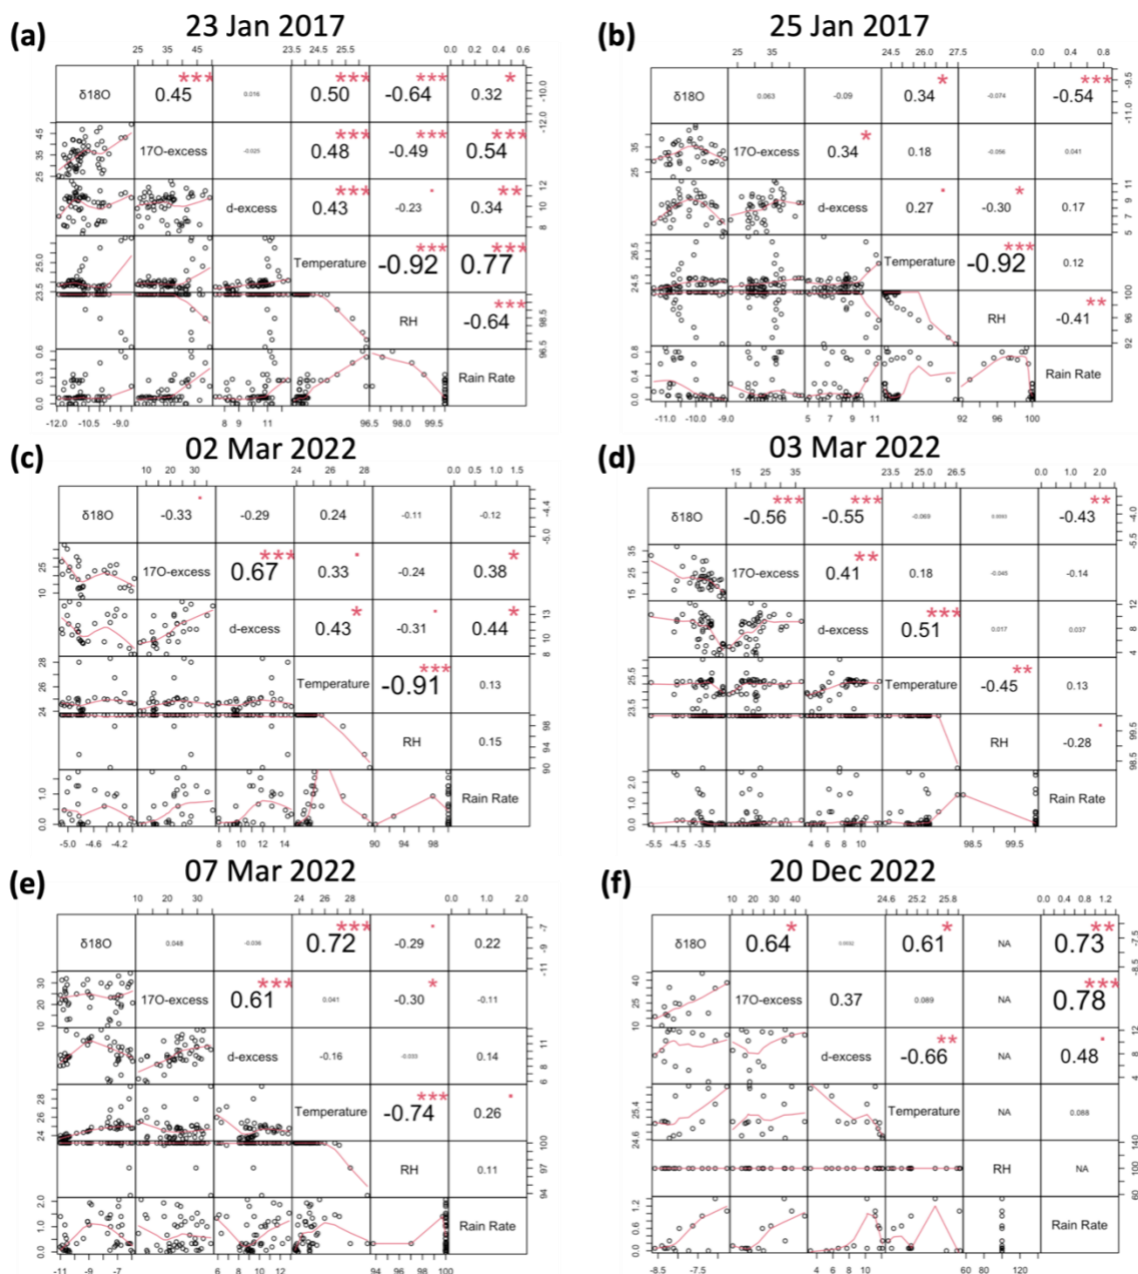 (a) 23 Jan 2017
25 35 45 23.5 24.5 25.5 0.0 0.1 0.2 0.3 0.4 0.5 0.6
δ18O 0.45 *** 0.016 0.50 *** -0.64 *** 0.32 * -12.0 -10.0
25 35 45 17O-excess -0.025 0.48 *** -0.49 *** 0.54 ***
d-excess 0.43 *** -0.23 0.34 ** 8 10 12
23.5 25.0 Temperature -0.92 *** 0.77 ***
RH -0.64 *** 96.5 98.5
0.0 0.3 0.6 Rain Rate
-12.0 -10.5 -9.0 8 9 11 96.5 98.0 99.5
(b) 25 Jan 2017
25 35 24.5 26.0 27.5 0.0 0.4 0.8
δ18O 0.063 -0.09 0.34 * -0.074 -0.54 *** -11.0 -9.5
25 35 17O-excess 0.34 * 0.18 -0.056 0.041
d-excess 0.27 -0.30 * 0.17 5 7 9 11
24.5 26.5 Temperature -0.92 *** 0.12
RH -0.41 ** 92 96 100
0.0 0.4 0.8 Rain Rate
-11.0 -10.0 -9.0 5 7 9 11 92 96 100
(c) 02 Mar 2022
10 20 30 24 26 28 0.0 0.5 1.0 1.5
δ18O -0.33 -0.29 0.24 -0.11 -0.12 -5.0 -4.4
10 25 17O-excess 0.67 *** 0.33 -0.24 0.38 *
d-excess 0.43 * -0.31 0.44 * 8 10 13
24 26 28 Temperature -0.91 *** 0.13
RH 0.15 90 94 98
0.0 1.0 Rain Rate
-5.0 -4.6 -4.2 8 10 12 14 90 94 98
(d) 03 Mar 2022
15 20 25 30 35 23.5 25.0 26.5 0.0 1.0 2.0
δ18O -0.56 *** -0.55 *** -0.069 -0.43 ** -5.5 -4.0
15 25 35 17O-excess 0.41 ** 0.18 -0.045 -0.14
d-excess 0.51 *** 0.017 0.037 4 8 12
23.5 25.5 Temperature -0.45 ** 0.13
RH -0.28 98.5 99.5
0.0 1.0 2.0 Rain Rate
-5.5 -4.5 -3.5 4 6 8 10 98.5 99.5
(e) 07 Mar 2022
10 20 30 24 26 28 0.0 1.0 2.0
δ18O 0.048 -0.036 0.72 *** -0.29 0.22 -11 -9 -7
10 20 30 17O-excess 0.61 *** 0.041 -0.30 * -0.11
d-excess -0.16 -0.033 0.14 6 8 11
24 26 28 Temperature -0.74 *** 0.26
RH 0.11 94 97 100
0.0 0.5 1.0 1.5 2.0 Rain Rate
-11 -9 -7 6 8 10 12 94 96 98 100
(f) 20 Dec 2022
10 20 30 40 24.6 25.2 25.8 0.0 0.4 0.8 1.2
δ18O 0.64 * 0.61 * NA 0.73 ** -8.5 -7.5
10 25 40 17O-excess 0.37 0.089 NA 0.78 ***
d-excess -0.66 ** NA 0.48 4 8 12
24.6 25.4 Temperature NA 0.088
RH NA 60 100 140
0.0 0.6 1.2 Rain Rate
-8.5 -7.5 4 6 8 10 60 80 120